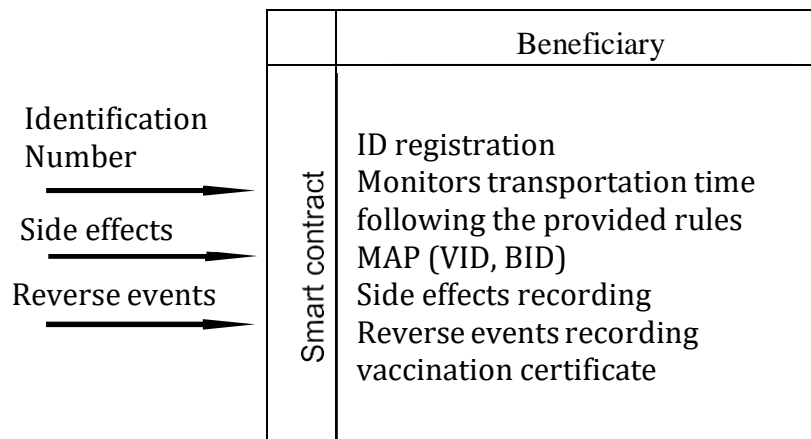 Beneficiary
Identification
Number
Side effects
Reverse events
Smart contract
ID registration
Monitors transportation time
following the provided rules
MAP (VID, BID)
Side effects recording
Reverse events recording
vaccination certificate